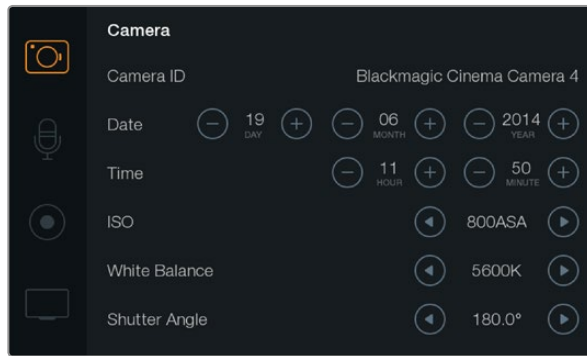 Camera
Camera ID Blackmagic Cinema Camera 4
Date 19 DAY 06 MONTH 2014 YEAR
Time 11 HOUR 50 MINUTE
ISO 800ASA
White Balance 5600K
Shutter Angle 180.0°